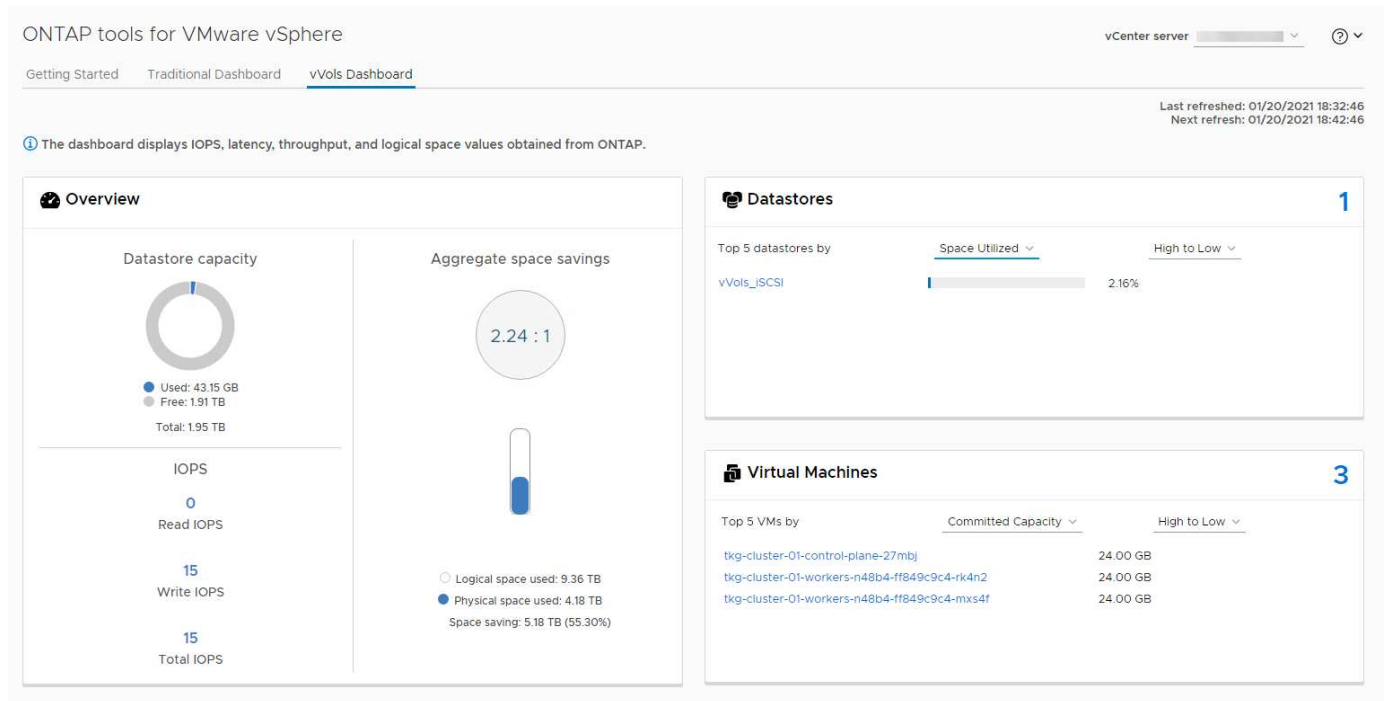 ONTAP tools for VMware vSphere
vCenter server
Getting Started Traditional Dashboard vVols Dashboard
Last refreshed: 01/20/2021 18:32:46
Next refresh: 01/20/2021 18:42:46
The dashboard displays IOPS, latency, throughput, and logical space values obtained from ONTAP.
Overview
Datastore capacity
Used: 43.15 GB
Free: 1.91 TB
Total: 1.95 TB
IOPS
0
Read IOPS
15
Write IOPS
15
Total IOPS
Aggregate space savings
2.24 : 1
Logical space used: 9.36 TB
Physical space used: 4.18 TB
Space saving: 5.18 TB (55.30%)
Datastores 1
Top 5 datastores by Space Utilized High to Low
vVols_iSCSI 2.16%
Virtual Machines 3
Top 5 VMs by Committed Capacity High to Low
tkg-cluster-01-control-plane-27mbj 24.00 GB
tkg-cluster-01-workers-n48b4-ff849c9c4-rk4n2 24.00 GB
tkg-cluster-01-workers-n48b4-ff849c9c4-mxs4f 24.00 GB